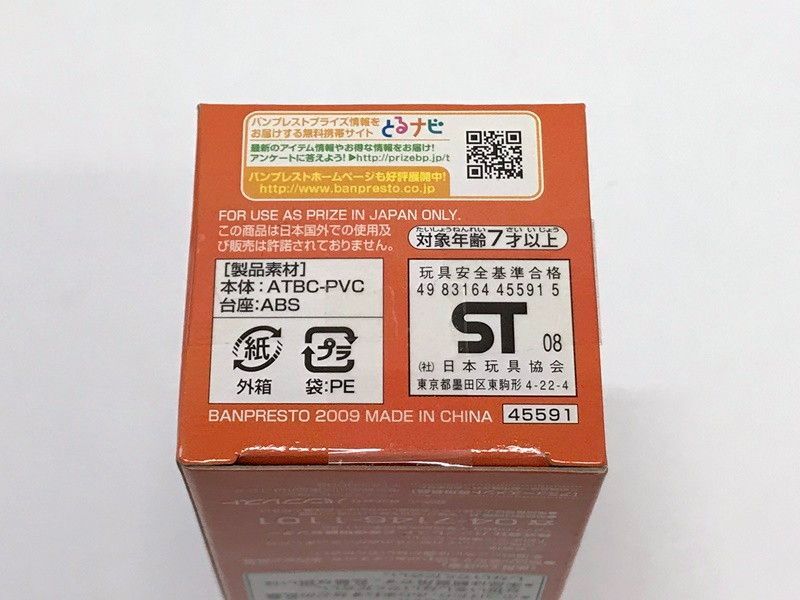 バンプレストプライズ情報を
お届けする無料携帯サイト とるナビ
最新のアイテム情報やお得な情報をお届け!
アンケートに答えよう!▶http://prizebp.jp/t
バンプレストホームページも好評展開中!
http://www.banpresto.co.jp
FOR USE AS PRIZE IN JAPAN ONLY.
この商品は日本国外での使用及
び販売は許諾されておりません。
たいしょうねんれい さい いじょう
対象年齢7才以上
[製品素材]
本体:ATBC-PVC
台座:ABS
紙
外箱
プラ
袋:PE
玩具安全基準合格
49 83164 45591 5
ST 08
(社)日本玩具協会
東京都墨田区東駒形 4-22-4
BANPRESTO 2009 MADE IN CHINA 45591
バンプレスト
04-7146-1101